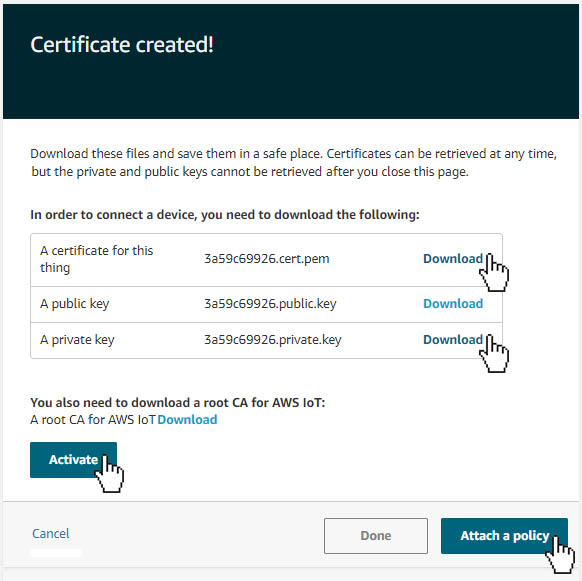 Certificate created!
Download these files and save them in a safe place. Certificates can be retrieved at any time,
but the private and public keys cannot be retrieved after you close this page.
In order to connect a device, you need to download the following:
A certificate for this
thing
3a59c69926.cert.pem
Download
A public key
3a59c69926.public.key
Download
A private key
3a59c69926.private.key
Download
You also need to download a root CA for AWS IoT:
A root CA for AWS IoT Download
Activate
Cancel
Done
Attach a policy